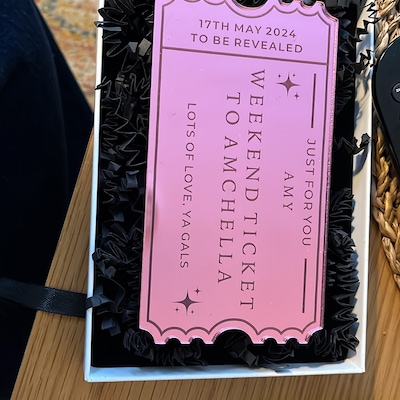 17TH MAY 2024
TO BE REVEALED
JUST FOR YOU
AMY
WEEKEND TICKET
TO AMCHELLA
LOTS OF LOVE, YA GALS